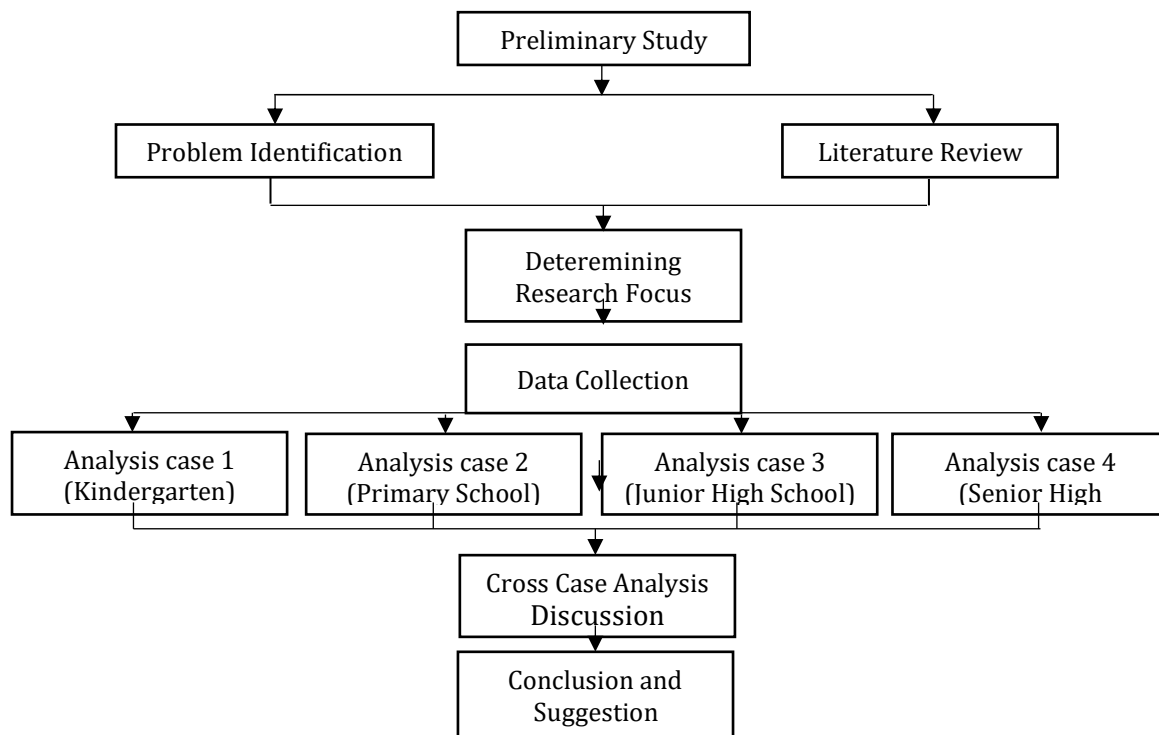 Preliminary Study
Problem Identification
Literature Review
Deteremining
Research Focus
Data Collection
Analysis case 1
(Kindergarten)
Analysis case 2
(Primary School)
Analysis case 3
(Junior High School)
Analysis case 4
(Senior High
Cross Case Analysis
Discussion
Conclusion and
Suggestion